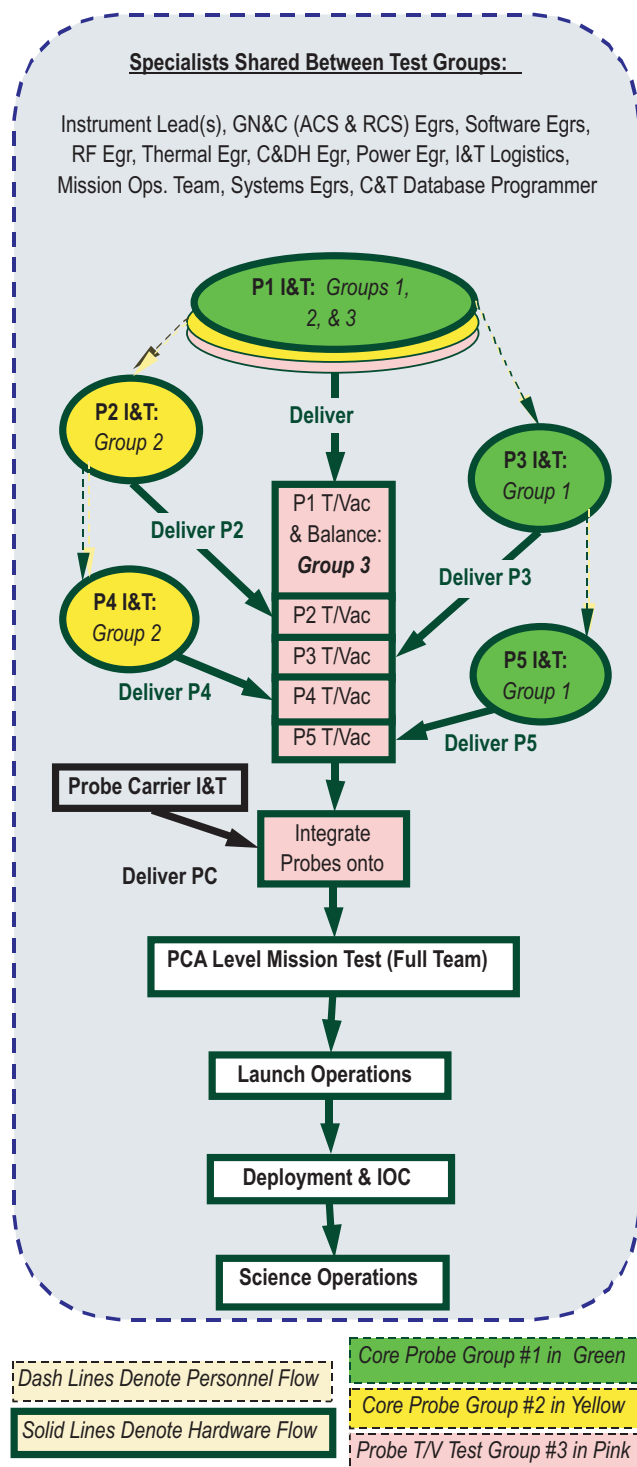 Specialists Shared Between Test Groups:
Instrument Lead(s), GN&C (ACS & RCS) Egrs, Software Egrs,
RF Egr, Thermal Egr, C&DH Egr, Power Egr, I&T Logistics,
Mission Ops. Team, Systems Egrs, C&T Database Programmer
P1 I&T: Groups 1,
2, & 3
P2 I&T:
Group 2
Deliver
P3 I&T:
Group 1
P1 T/Vac
& Balance:
Group 3
Deliver P2
Deliver P3
P4 I&T:
Group 2
P2 T/Vac
P3 T/Vac
P5 I&T:
Group 1
Deliver P4
P4 T/Vac
P5 T/Vac
Deliver P5
Probe Carrier I&T
Integrate
Probes onto
Deliver PC
PCA Level Mission Test (Full Team)
Launch Operations
Deployment & IOC
Science Operations
Dash Lines Denote Personnel Flow
Solid Lines Denote Hardware Flow
Core Probe Group #1 in Green
Core Probe Group #2 in Yellow
Probe T/V Test Group #3 in Pink